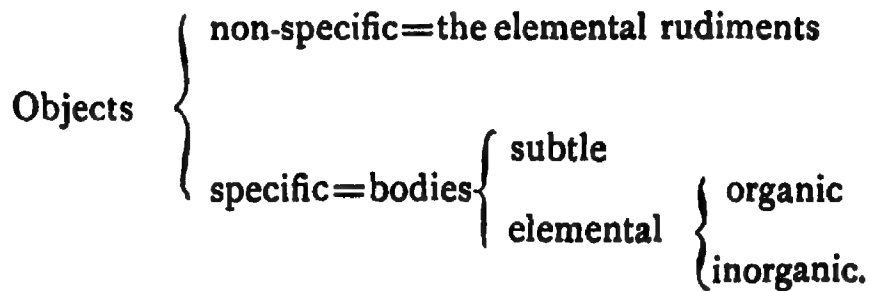 non-specific=the elemental rudiments
Objects
subtle
specific=bodies
elemental organic
inorganic.